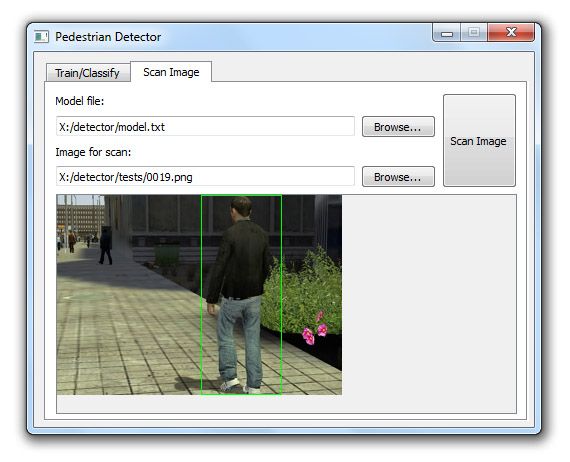 Pedestrian Detector
Train/Classify
Scan Image
Model file:
X:/detector/model.txt
Browse...
Scan Image
Image for scan:
X:/detector/tests/0019.png
Browse...